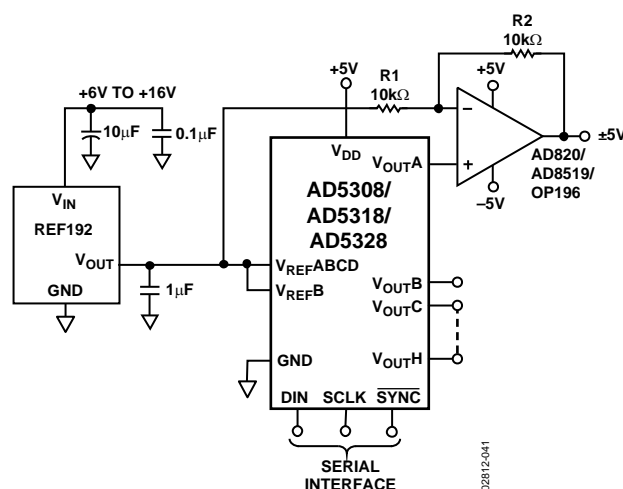 R2
10kΩ
+5V
R1
10kΩ
+6V TO +16V
+5V
10μF
0.1μF
±5V
VDD
VOUTA
AD820/
AD8519/
OP196
–5V
VIN
REF192
VOUT
GND
1μF
AD5308/
AD5318/
AD5328
VREFABCD
VREFB
VOUTB
VOUTC
VOUTH
GND
DIN SCLK SYNC
SERIAL
INTERFACE
02812-041